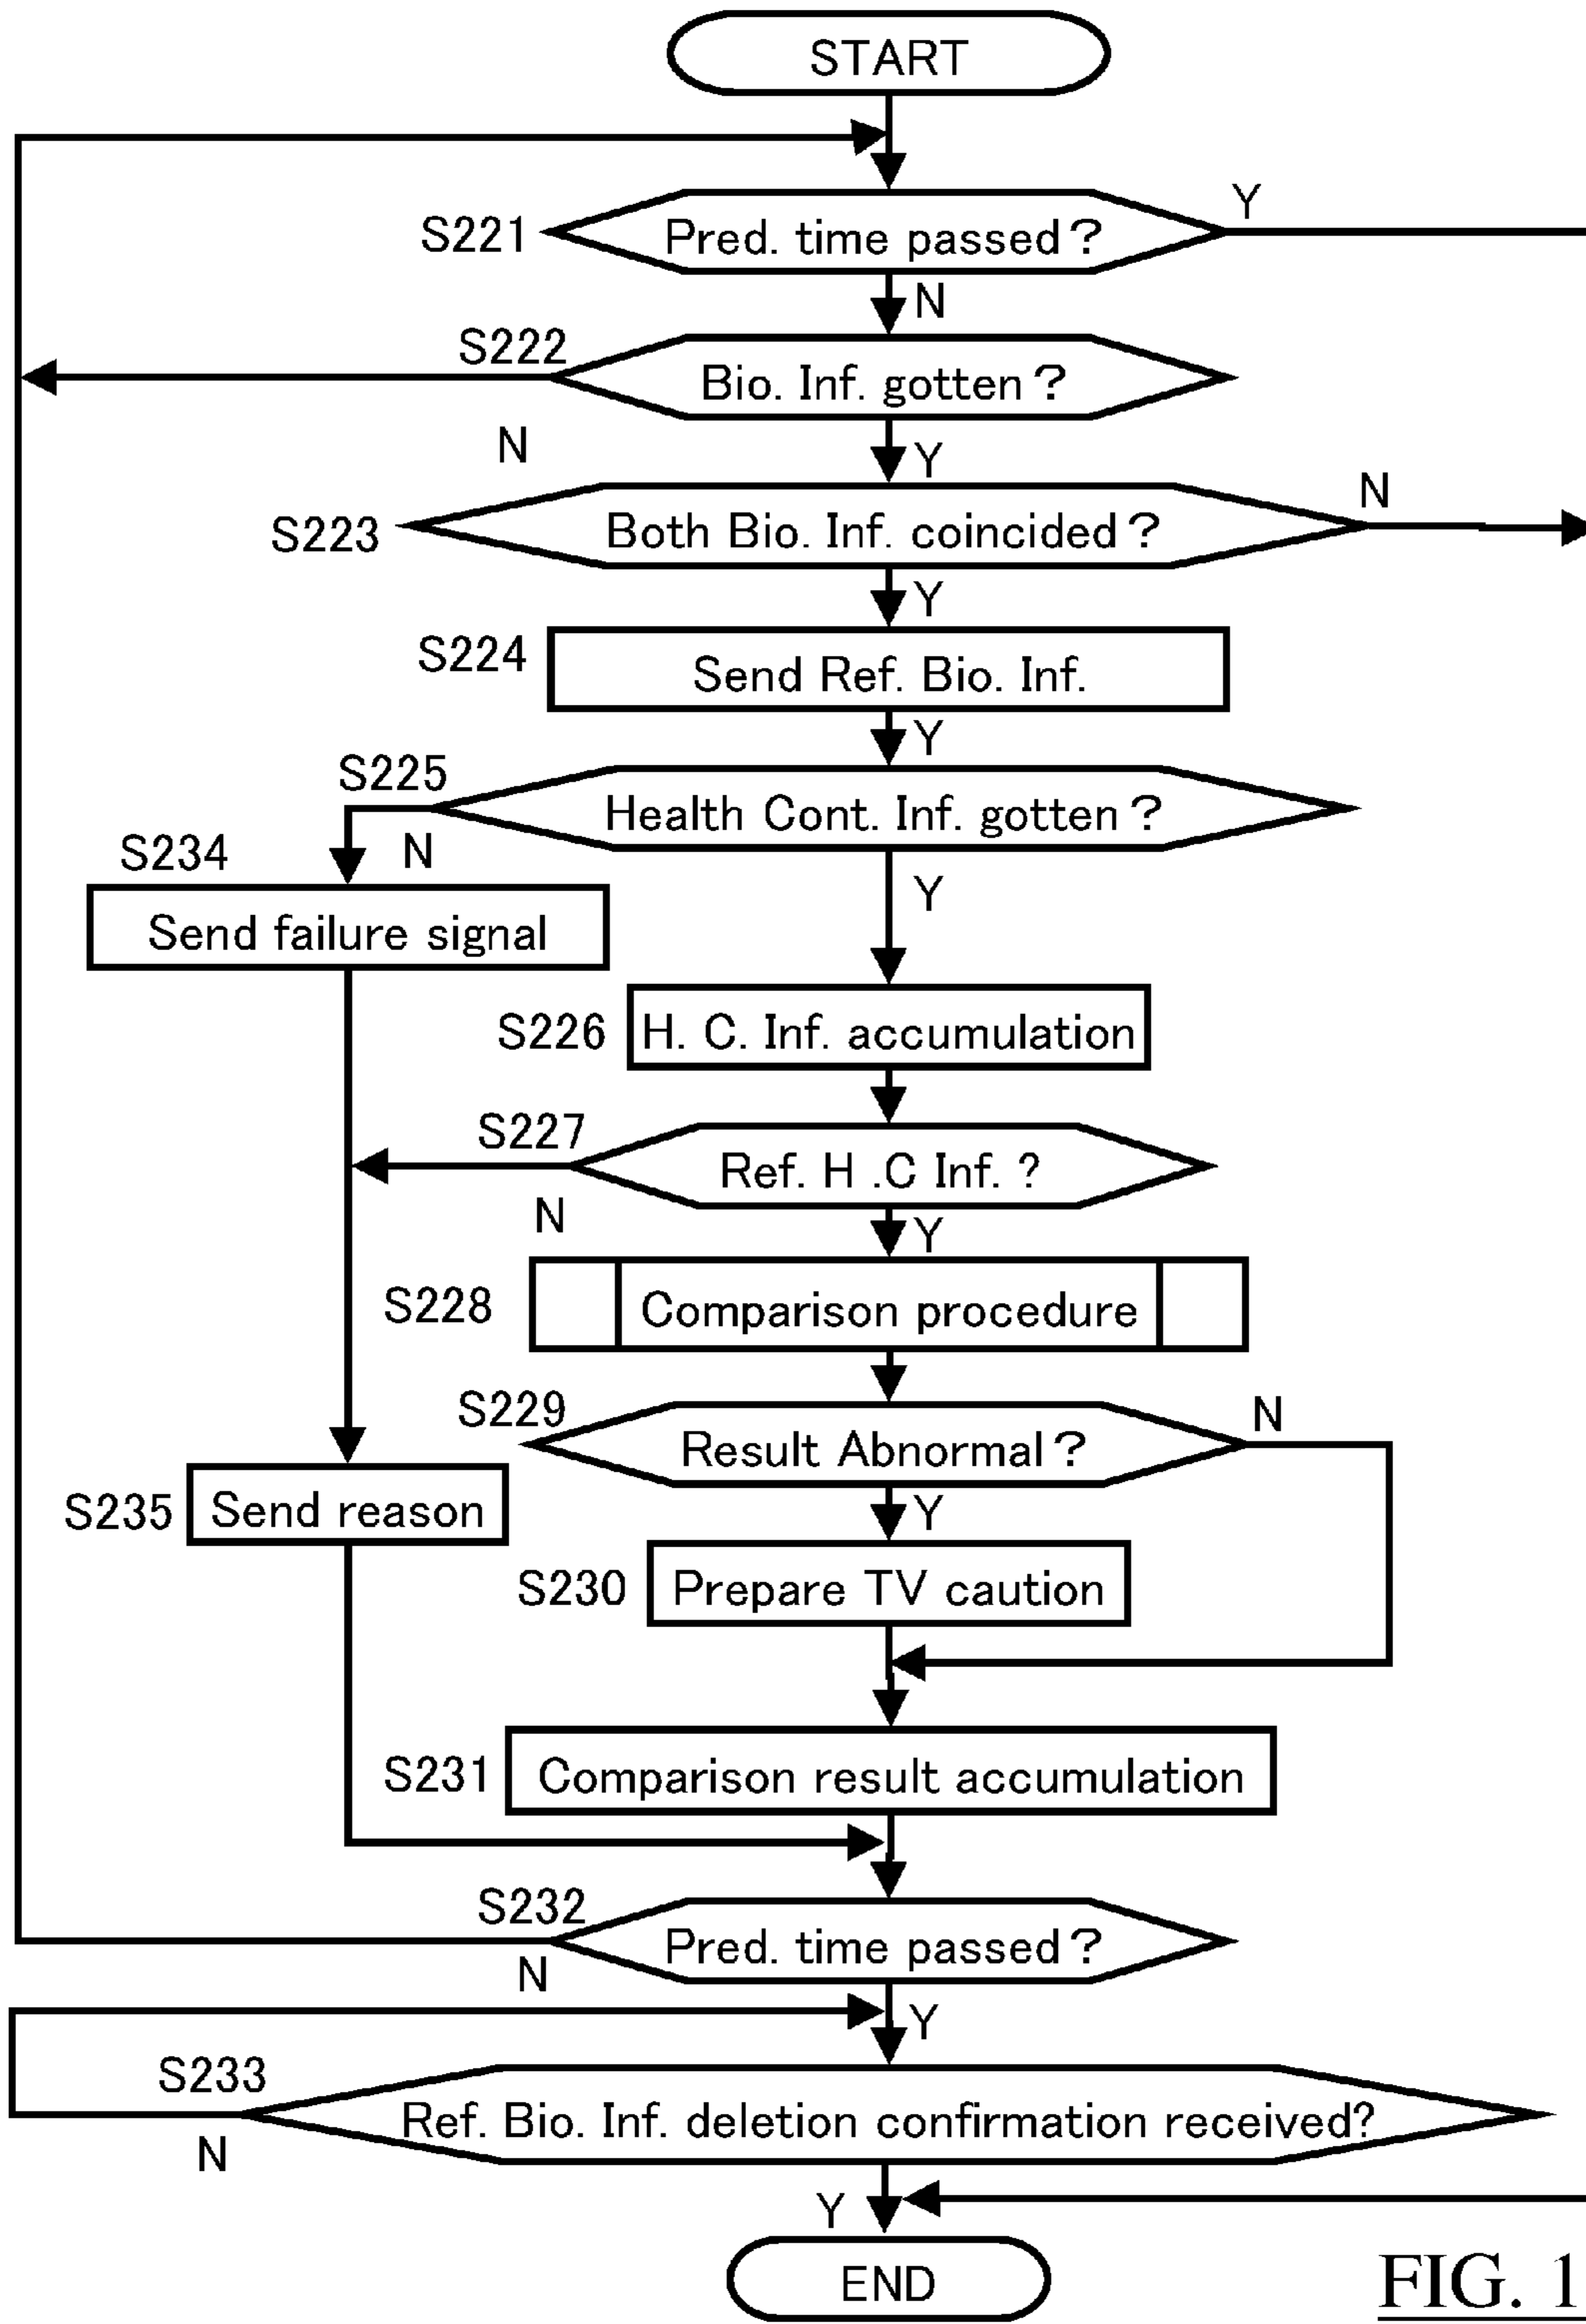 START
Y
S221
Pred. time passed?
N
S222
Bio. Inf. gotten?
N
Y
N
S223
Both Bio. Inf. coincided?
Y
S224
Send Ref. Bio. Inf.
Y
S225
Health Cont. Inf. gotten?
S234
N
Y
Send failure signal
S226
H. C. Inf. accumulation
S227
Ref. H .C Inf. ?
N
Y
S228
Comparison procedure
S229
N
Result Abnormal?
S235
Send reason
Y
S230
Prepare TV caution
S231
Comparison result accumulation
S232
Pred. time passed?
N
Y
S233
Ref. Bio. Inf. deletion confirmation received?
N
Y
END
FIG. 1